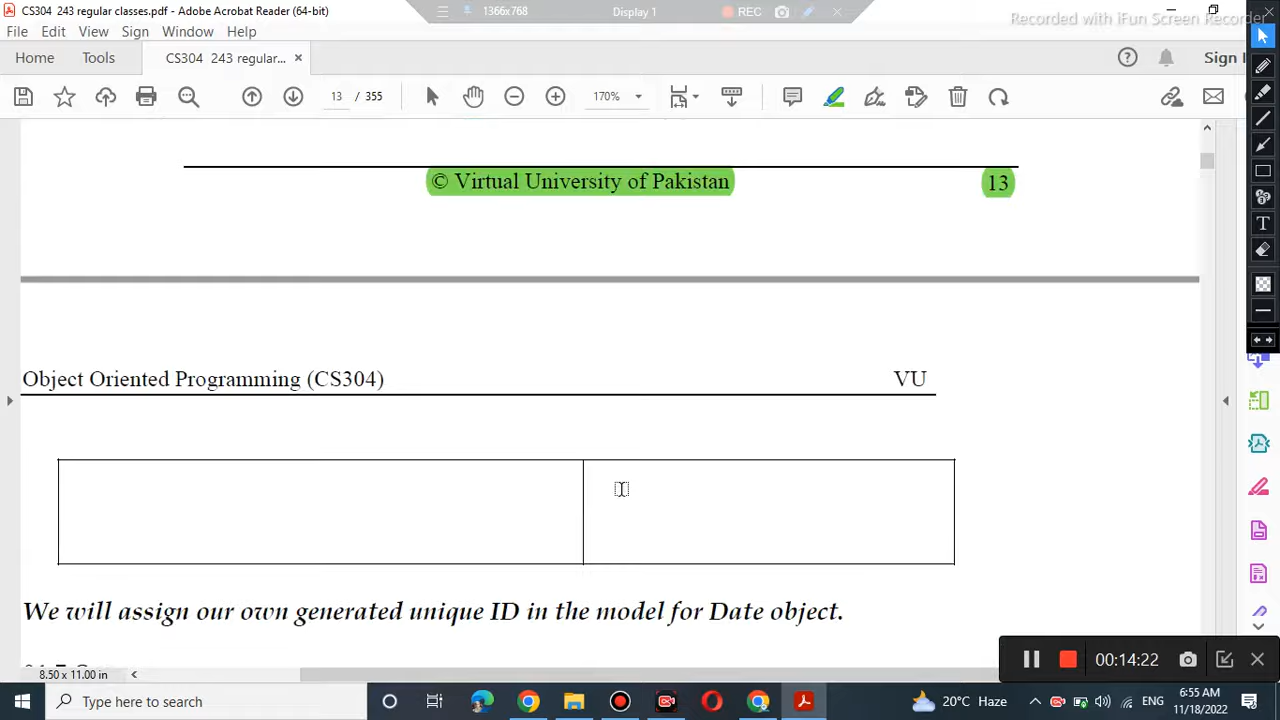 CS304 243 regular classes.pdf - Adobe Acrobat Reader (64-bit)
1366x768
Display 1
REC
Recorded with iFun Screen Recorder
File Edit View Sign Window Help
Home Tools CS304 243 regular... Sign
13 / 355
170%
© Virtual University of Pakistan
13
Object Oriented Programming (CS304)
VU
We will assign our own generated unique ID in the model for Date object.
8.50 x 11.00 in
00:14:22
Type here to search
20°C Haze
ENG
6:55 AM
11/18/2022